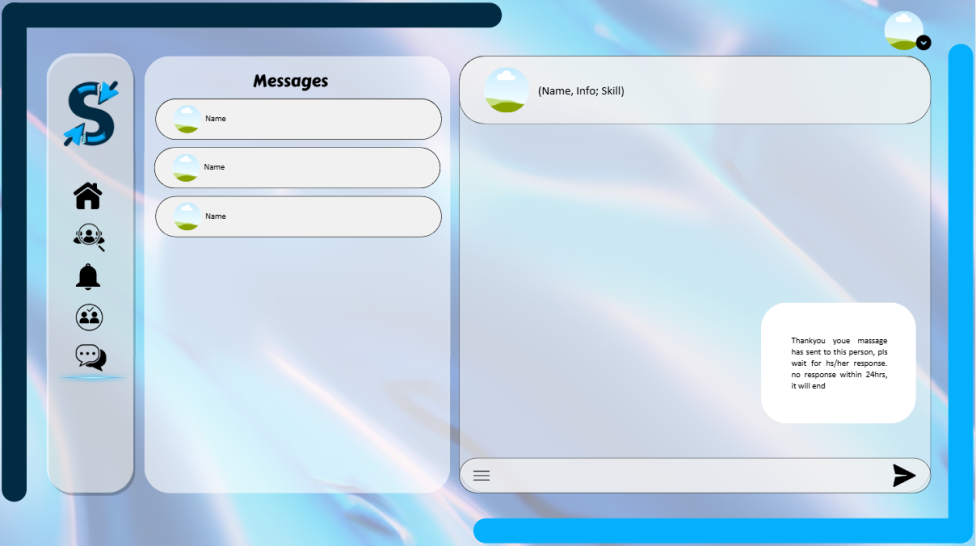 Messages
Name
Name
Name
(Name, Info; Skill)
Thankyou youe massage
has sent to this person, pls
wait for hs/her response.
no response within 24hrs,
it will end